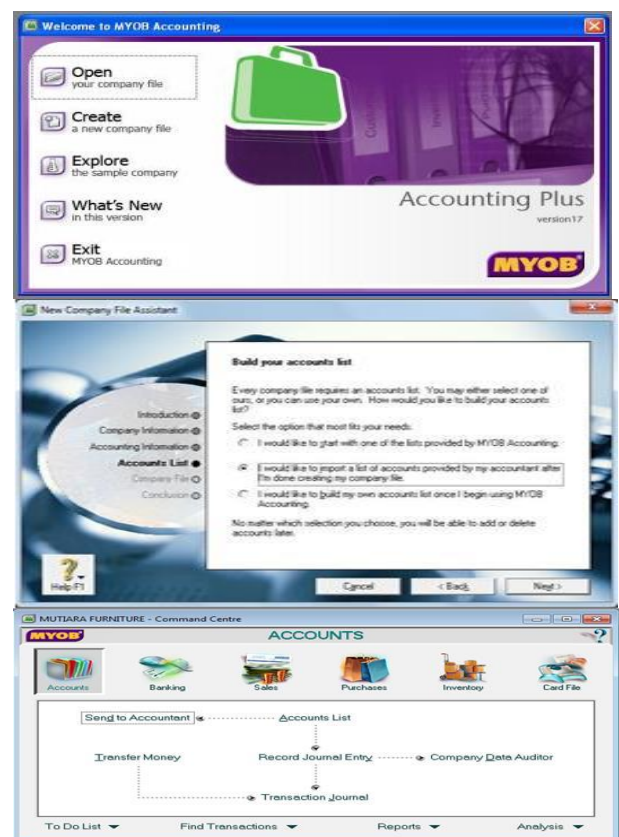 Welcome to MYOB Accounting
Open
your company file
Create
a new company file
Explore
the sample company
What's New
in this version
Exit
MYOB Accounting
Accounting Plus
version17
MYOB
New Company File Assistant
Introduction
Company Information
Accounting Information
Accounts List
Company File
Conclusion
Build your accounts list
Every company file requires an accounts list. You may either select one of
ours, or you can use your own. How would you like to build your accounts
list?
Select the option that most fits your needs.
I would like to start with one of the lists provided by MYOB Accounting.
I would like to import a list of accounts provided by my accountant after
I'm done creating my company file.
I would like to build my own accounts list once I begin using MYOB
Accounting.
No matter which selection you choose, you will be able to add or delete
accounts later.
Help F1
Cancel
< Back
Next >
MUTIARA FURNITURE - Command Centre
MYOB
ACCOUNTS
Accounts
Banking
Sales
Purchases
Inventory
Card File
Send to Accountant
Accounts List
Transfer Money
Record Journal Entry
Company Data Auditor
Transaction Journal
To Do List
Find Transactions
Reports
Analysis